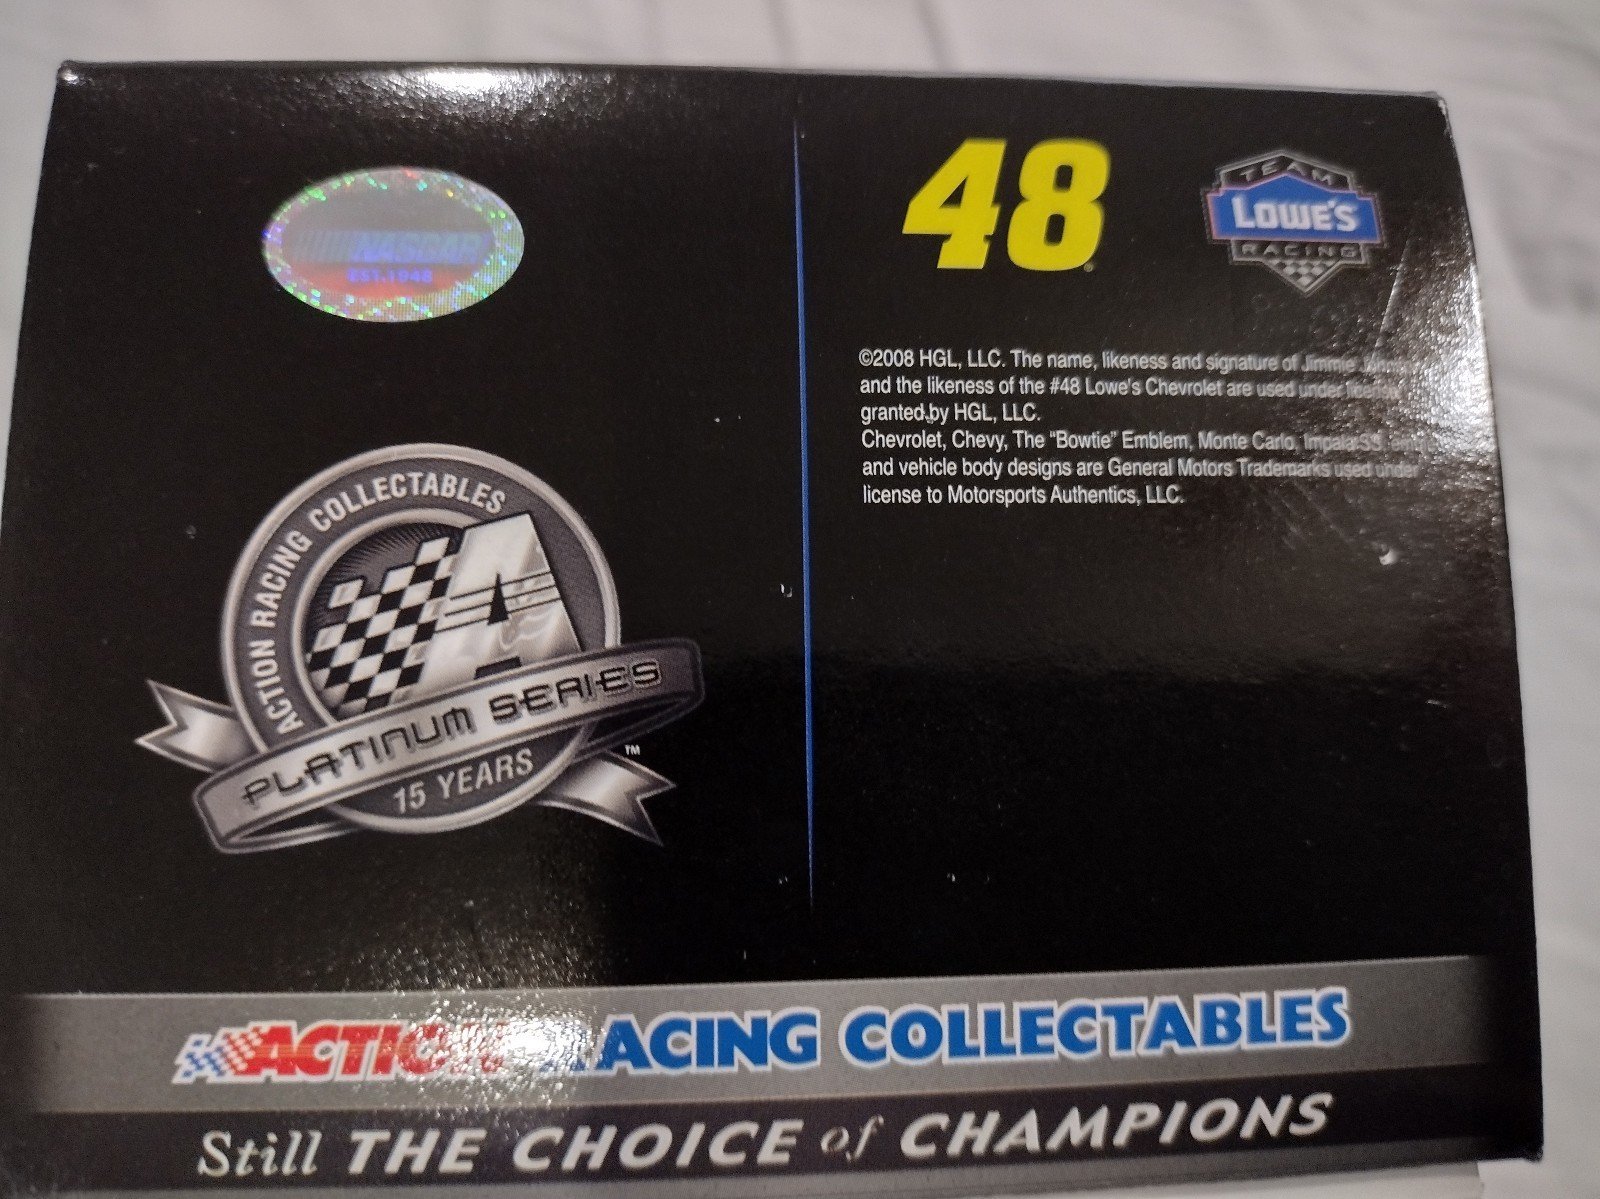 NASCAR
EST.1948
48
TEAM
LOWE'S
RACING
©2008 HGL, LLC. The name, likeness and signature of Jimmie
and the likeness of the #48 Lowe's Chevrolet are used under
granted by HGL, LLC.
Chevrolet, Chevy, The "Bowtie" Emblem, Monte Carlo, Impala SS
and vehicle body designs are General Motors Trademarks used under
license to Motorsports Authentics, LLC.
ACTION RACING COLLECTABLES
A
PLATINUM SERIES
TM
15 YEARS
ACTION RACING COLLECTABLES
Still THE CHOICE of CHAMPIONS